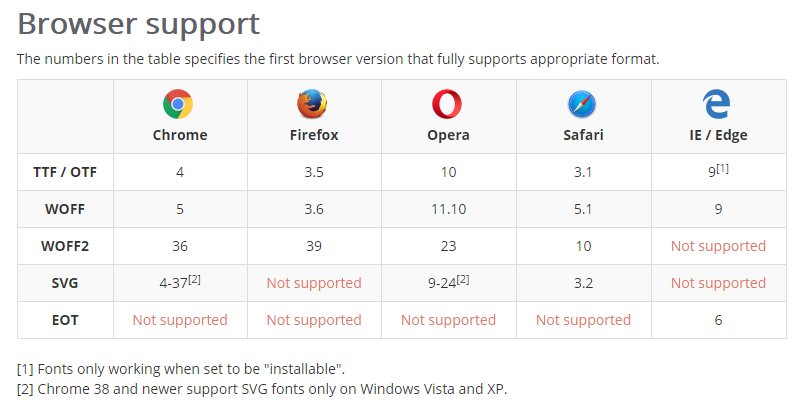 Browser support
The numbers in the table specifies the first browser version that fully supports appropriate format.
Chrome Firefox Opera Safari IE / Edge
TTF / OTF 4 3.5 10 3.1 9[1]
WOFF 5 3.6 11.10 5.1 9
WOFF2 36 39 23 10 Not supported
SVG 4-37[2] Not supported 9-24[2] 3.2 Not supported
EOT Not supported Not supported Not supported Not supported 6
[1] Fonts only working when set to be "installable".
[2] Chrome 38 and newer support SVG fonts only on Windows Vista and XP.